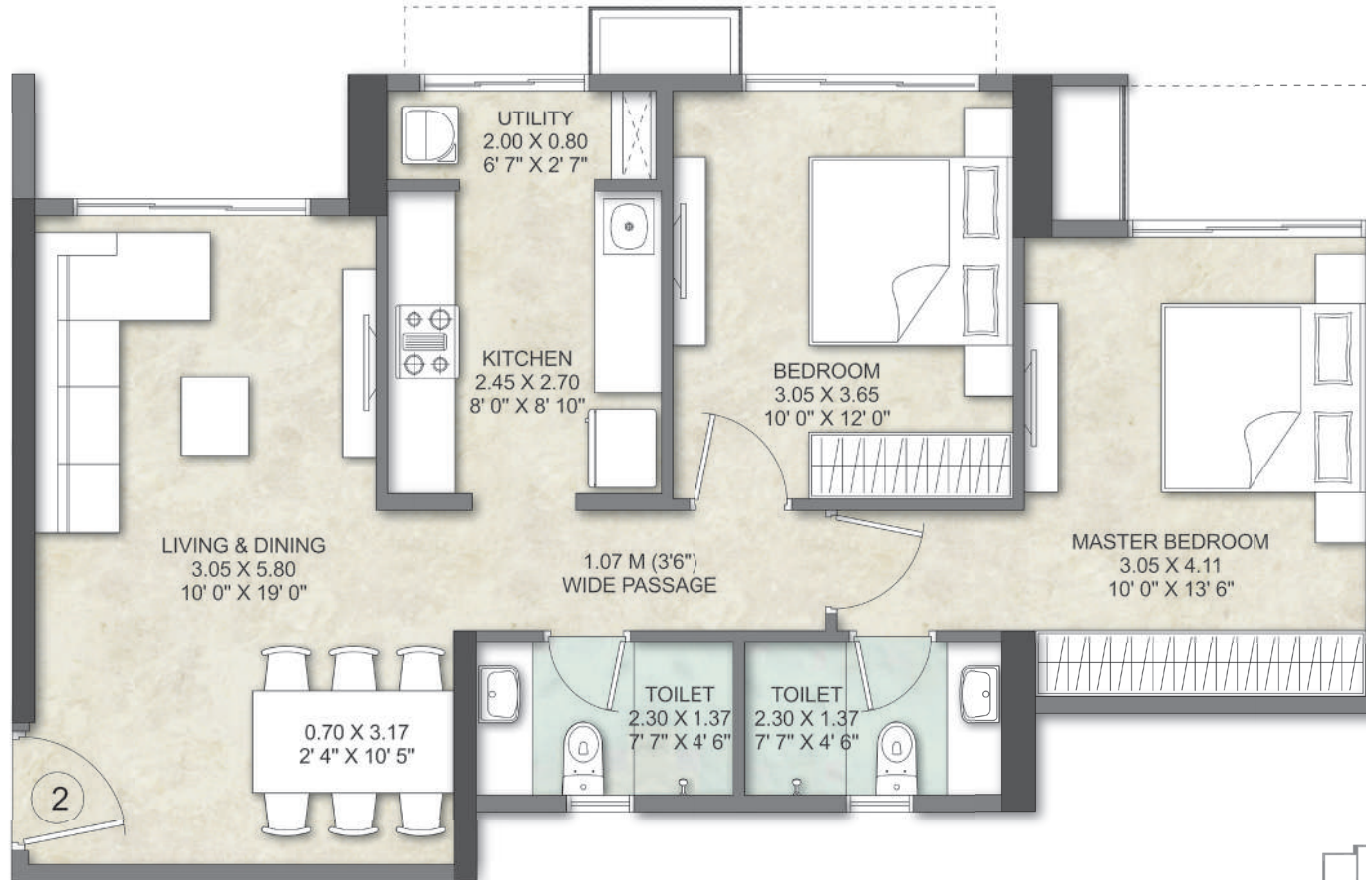 UTILITY
2.00 X 0.80
6' 7" X 2' 7"
KITCHEN
2.45 X 2.70
8' 0" X 8' 10"
BEDROOM
3.05 X 3.65
10' 0" X 12' 0"
LIVING & DINING
3.05 X 5.80
10' 0" X 19' 0"
1.07 M (3'6")
WIDE PASSAGE
MASTER BEDROOM
3.05 X 4.11
10' 0" X 13' 6"
0.70 X 3.17
2' 4" X 10' 5"
TOILET
2.30 X 1.37
7' 7" X 4' 6"
TOILET
2.30 X 1.37
7' 7" X 4' 6"
2